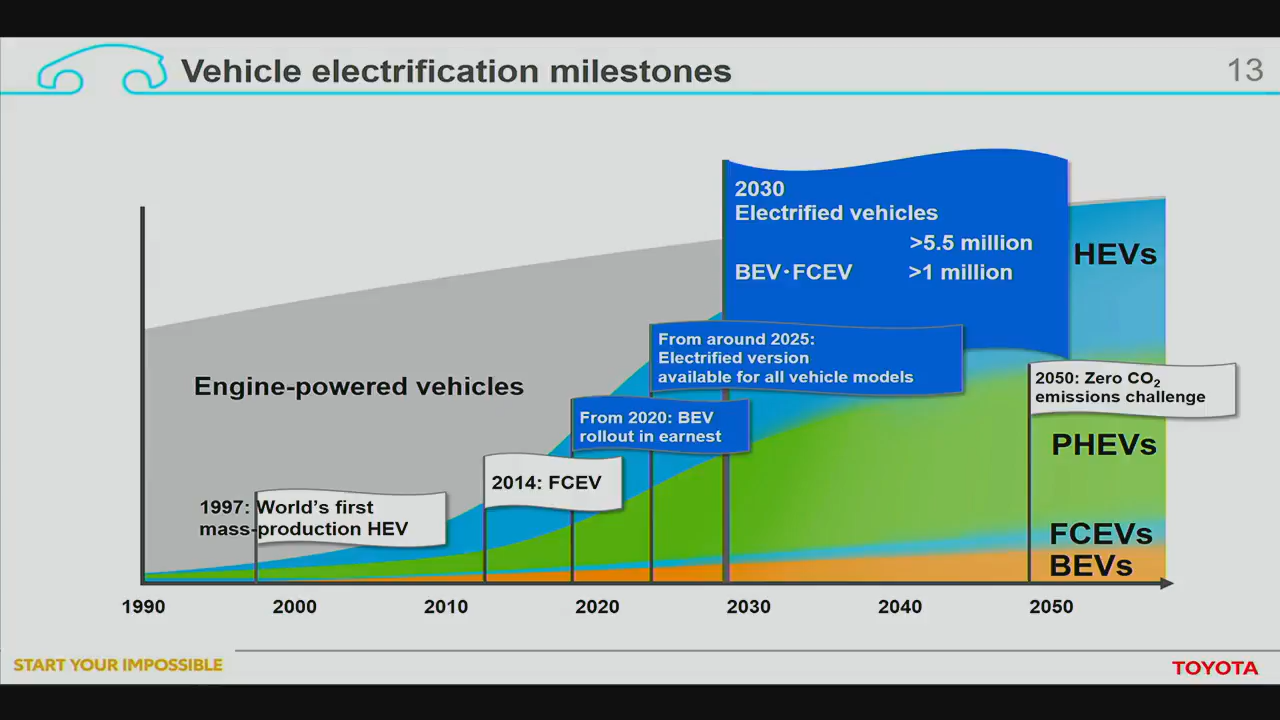 Vehicle electrification milestones
13
2030
Electrified vehicles
>5.5 million
BEV·FCEV >1 million
HEVs
From around 2025:
Electrified version
available for all vehicle models
2050: Zero CO₂
emissions challenge
Engine-powered vehicles
From 2020: BEV
rollout in earnest
PHEVs
2014: FCEV
1997: World's first
mass-production HEV
FCEVs
BEVs
1990 2000 2010 2020 2030 2040 2050
START YOUR IMPOSSIBLE
TOYOTA